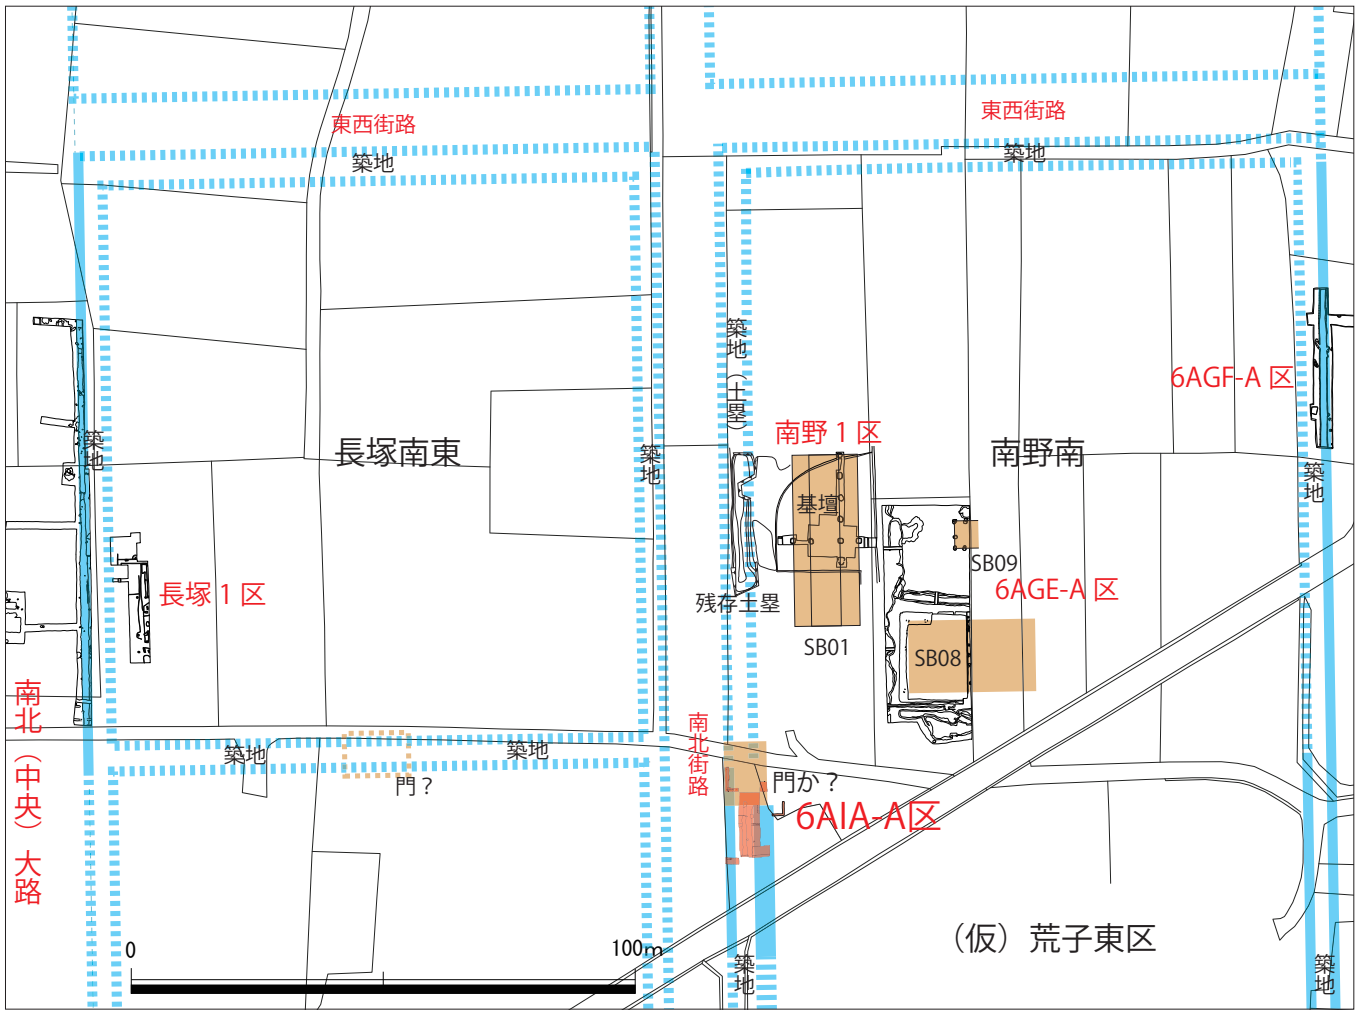 東西街路
東西街路
築地
築地
築地（土塁）
6AGF-A 区
南野 1 区
築地
長塚南東
築地
南野南
築地
基壇
SB09
長塚 1 区
6AGE-A 区
残存土塁
SB01
SB08
南北（中央）大路
南北街路
築地
築地
門？
門か？
6AIA-A区
（仮）荒子東区
0
100m
築地
築地